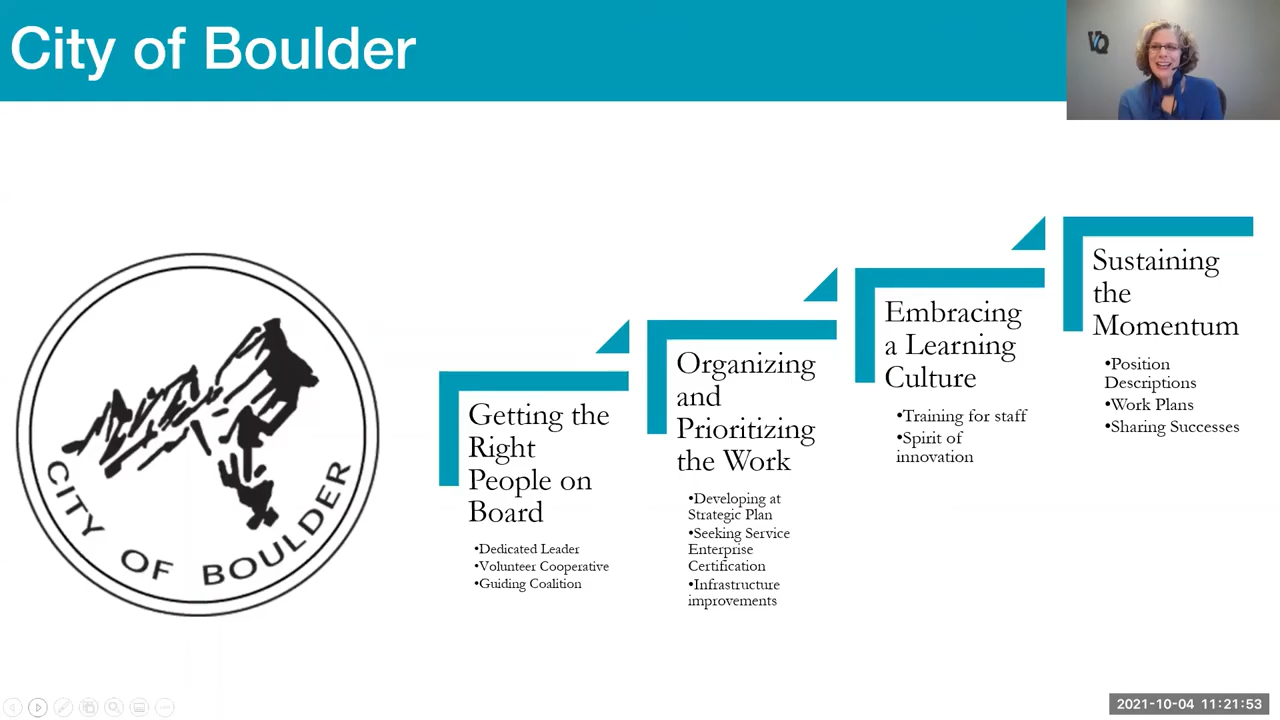 City of Boulder
VQ
CITY OF BOULDER
Getting the
Right
People on
Board
•Dedicated Leader
•Volunteer Cooperative
•Guiding Coalition
Organizing
and
Prioritizing
the Work
•Developing at
Strategic Plan
•Seeking Service
Enterprise
Certification
•Infrastructure
improvements
Embracing
a Learning
Culture
•Training for staff
•Spirit of
innovation
Sustaining
the
Momentum
•Position
Descriptions
•Work Plans
•Sharing Successes
2021-10-04 11:21:53